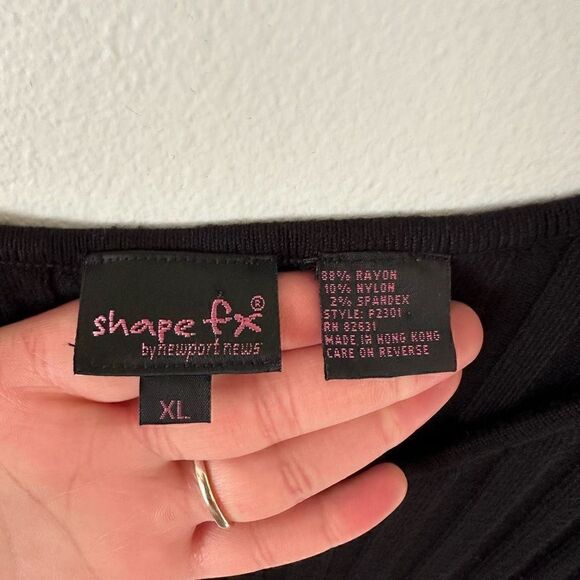 shape fx®
by newport news
XL
88% RAYON
10% NYLON
2% SPANDEX
STYLE: P2301
RN 82631
MADE IN HONG KONG
CARE ON REVERSE